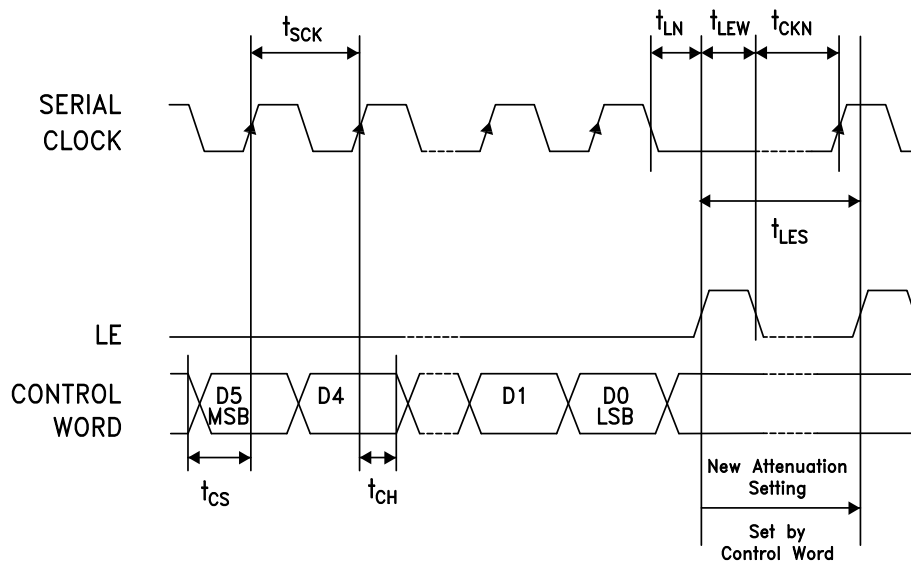 tSCK
tLN
tLEW
tCKN
SERIAL
CLOCK
tLES
LE
CONTROL
WORD
D5
MSB
D4
D1
D0
LSB
tCS
tCH
New Attenuation
Setting
Set by
Control Word